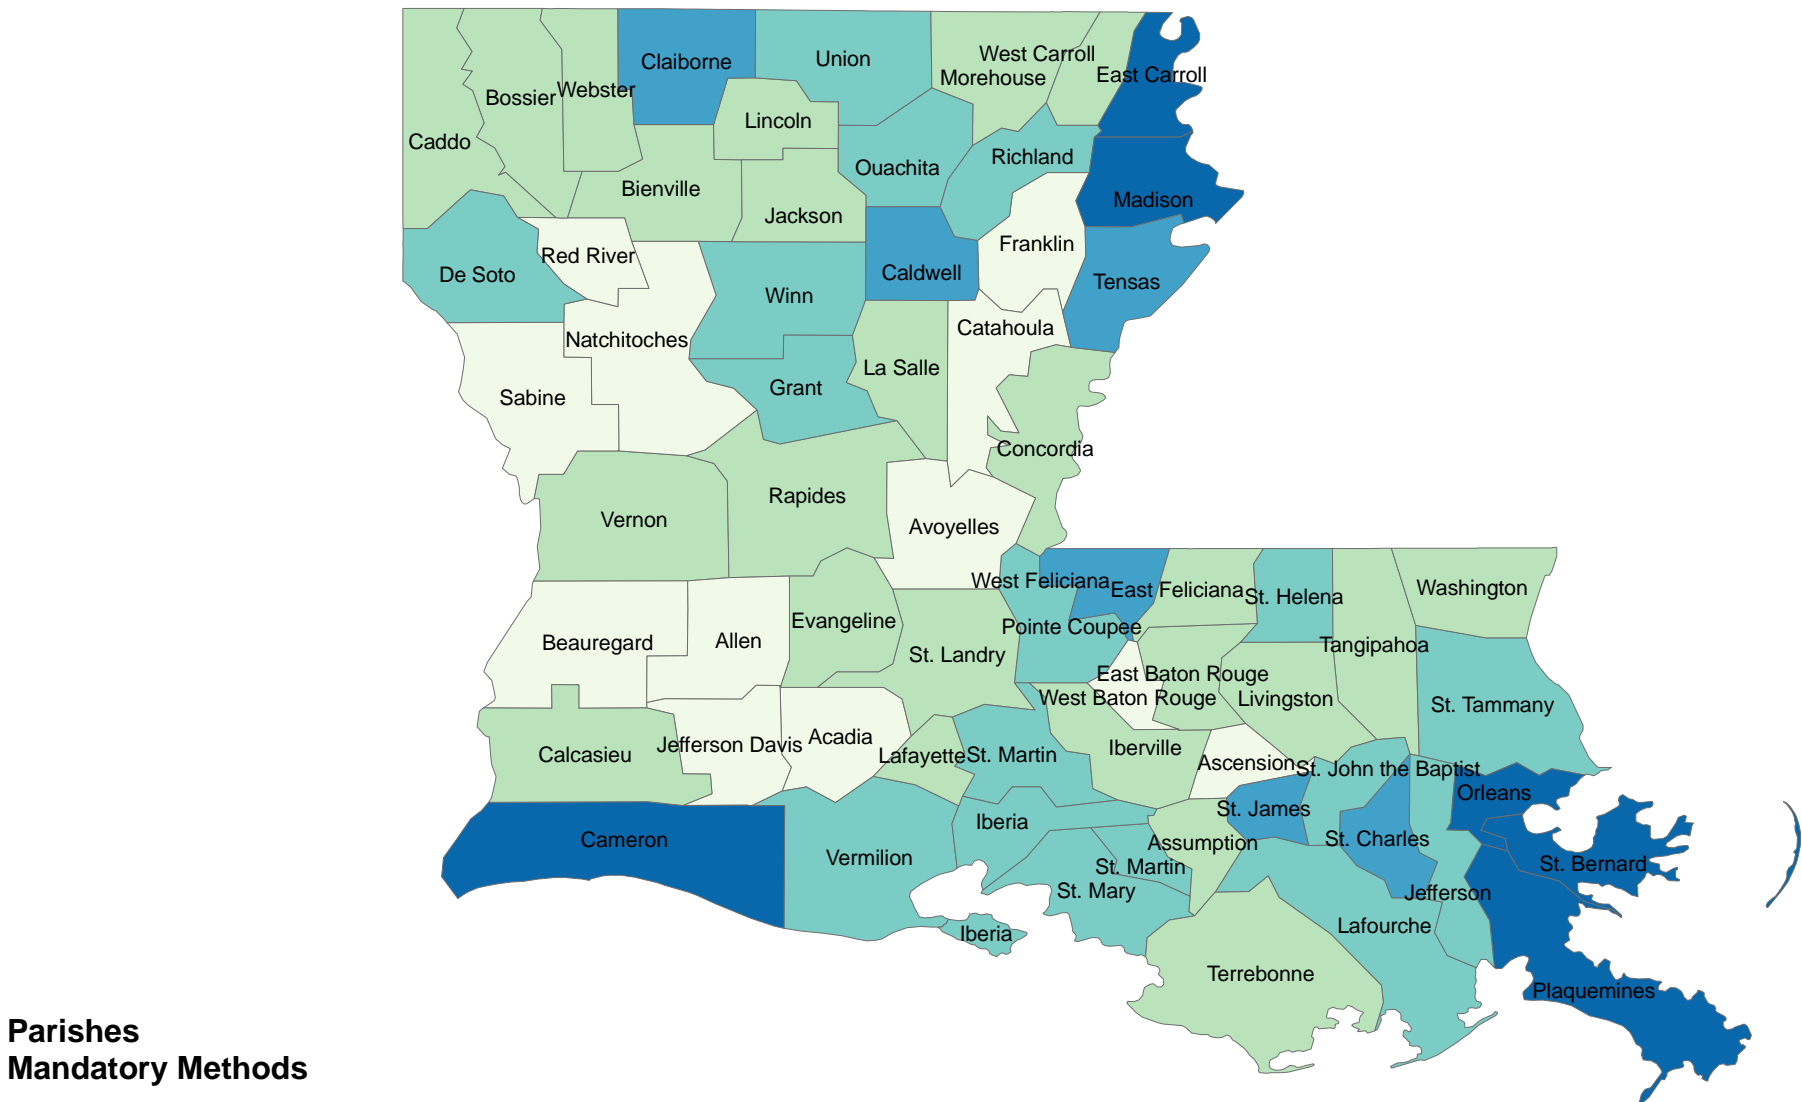 Claiborne
Union
West Carroll
Morehouse
East Carroll
Webster
Bossier
Lincoln
Caddo
Richland
Ouachita
Bienville
Madison
Jackson
Franklin
Red River
De Soto
Caldwell
Tensas
Winn
Catahoula
Natchitoches
La Salle
Grant
Sabine
Concordia
Rapides
Vernon
Avoyelles
West Feliciana
East Feliciana
St. Helena
Washington
Evangeline
Pointe Coupee
Beauregard
Allen
Tangipahoa
St. Landry
East Baton Rouge
West Baton Rouge
Livingston
St. Tammany
Acadia
Jefferson Davis
Iberville
Calcasieu
Lafayette
St. Martin
Ascension
St. John the Baptist
Orleans
St. James
Iberia
Cameron
St. Charles
Assumption
Vermilion
St. Martin
St. Bernard
St. Mary
Jefferson
Lafourche
Iberia
Terrebonne
Plaquemines
Parishes
Mandatory Methods